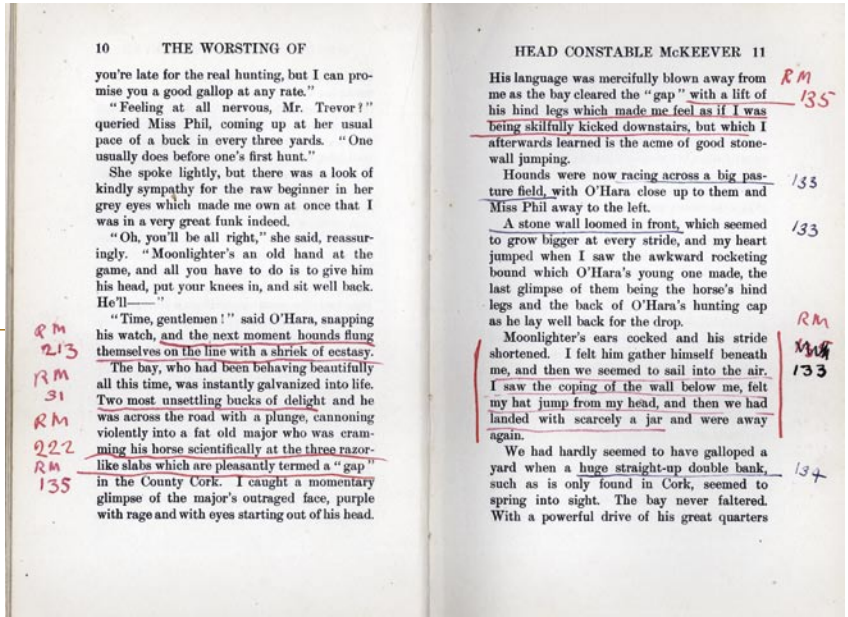 10 THE WORSTING OF
you're late for the real hunting, but I can pro-
mise you a good gallop at any rate."
"Feeling at all nervous, Mr. Trevor?"
queried Miss Phil, coming up at her usual
pace of a buck in every three yards. "One
usually does before one's first hunt."
She spoke lightly, but there was a look of
kindly sympathy for the raw beginner in her
grey eyes which made me own at once that I
was in a very great funk indeed.
"Oh, you'll be all right," she said, reassur-
ingly. "Moonlighter's an old hand at the
game, and all you have to do is to give him
his head, put your knees in, and sit well back.
He'll——"
"Time, gentlemen!" said O'Hara, snapping
his watch, and the next moment hounds flung
themselves on the line with a shriek of ecstasy.
The bay, who had been behaving beautifully
all this time, was instantly galvanized into life.
Two most unsettling bucks of delight and he
was across the road with a plunge, cannoning
violently into a fat old major who was cram-
ming his horse scientifically at the three razor-
like slabs which are pleasantly termed a "gap"
in the County Cork. I caught a momentary
glimpse of the major's outraged face, purple
with rage and with eyes starting out of his head.
RM
213
RM
31
RM
222
RM
135
HEAD CONSTABLE McKEEVER 11
His language was mercifully blown away from
me as the bay cleared the "gap" with a lift of
his hind legs which made me feel as if I was
being skilfully kicked downstairs, but which I
afterwards learned is the acme of good stone-
wall jumping.
Hounds were now racing across a big pas-
ture field, with O'Hara close up to them and
Miss Phil away to the left.
A stone wall loomed in front, which seemed
to grow bigger at every stride, and my heart
jumped when I saw the awkward rocketing
bound which O'Hara's young one made, the
last glimpse of them being the horse's hind
legs and the back of O'Hara's hunting cap
as he lay well back for the drop.
Moonlighter's ears cocked and his stride
shortened. I felt him gather himself beneath
me, and then we seemed to sail into the air.
I saw the coping of the wall below me, felt
my hat jump from my head, and then we had
landed with scarcely a jar and were away
again.
We had hardly seemed to have galloped a
yard when a huge straight-up double bank,
such as is only found in Cork, seemed to
spring into sight. The bay never faltered.
With a powerful drive of his great quarters
RM
135
133
133
RM
133
134